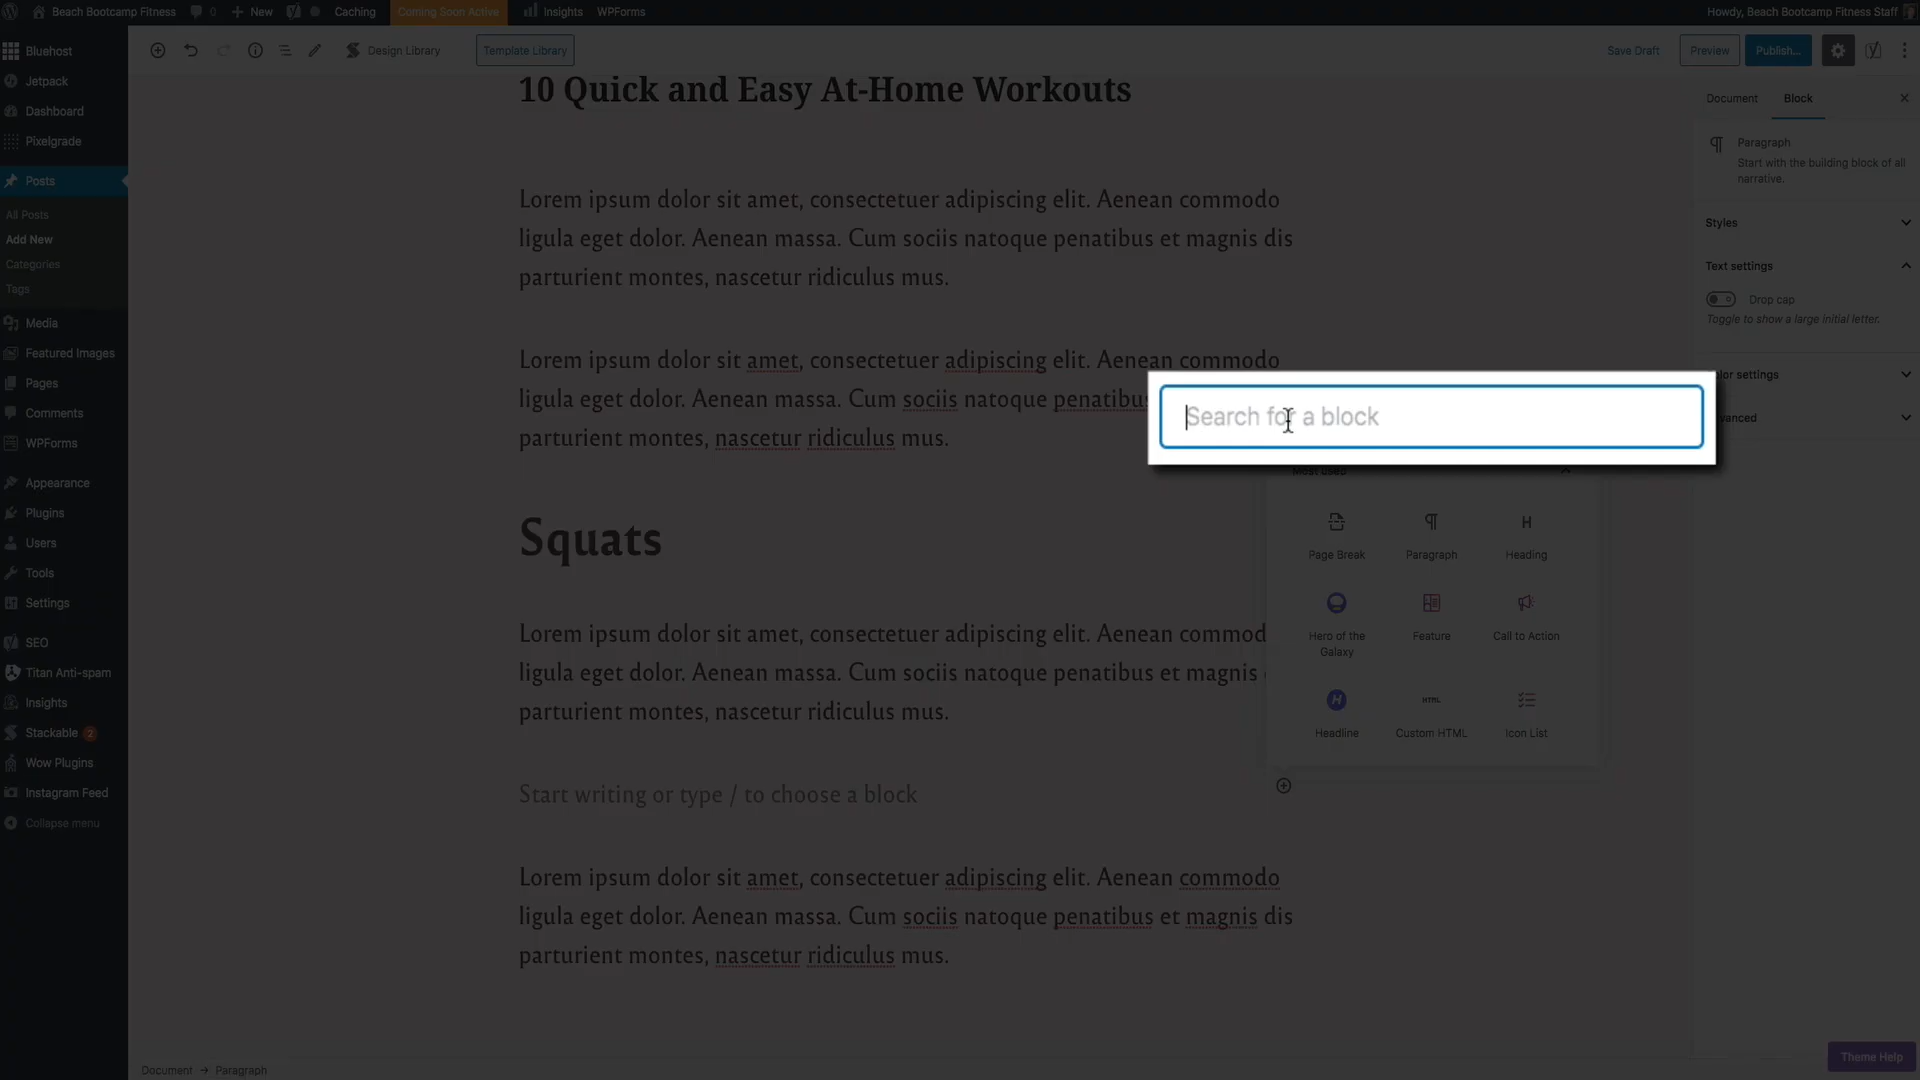 Beach Bootcamp Fitness
0
New
Caching
Coming Soon Active
Insights
WPForms
Howdy, Beach Bootcamp Fitness Staff
Bluehost
Jetpack
Dashboard
Pixelgrade
Posts
All Posts
Add New
Categories
Tags
Media
Featured Images
Pages
Comments
WPForms
Appearance
Plugins
Users
Tools
Settings
SEO
Titan Anti-spam
Insights
Stackable 2
Wow Plugins
Instagram Feed
Collapse menu
Design Library
Template Library
Save Draft
Preview
Publish...
10 Quick and Easy At-Home Workouts
Lorem ipsum dolor sit amet, consectetuer adipiscing elit. Aenean commodo
ligula eget dolor. Aenean massa. Cum sociis natoque penatibus et magnis dis
parturient montes, nascetur ridiculus mus.
Lorem ipsum dolor sit amet, consectetuer adipiscing elit. Aenean commodo
ligula eget dolor. Aenean massa. Cum sociis natoque penatibus
parturient montes, nascetur ridiculus mus.
Squats
Lorem ipsum dolor sit amet, consectetuer adipiscing elit. Aenean commod
ligula eget dolor. Aenean massa. Cum sociis natoque penatibus et magnis
parturient montes, nascetur ridiculus mus.
Start writing or type / to choose a block
Lorem ipsum dolor sit amet, consectetuer adipiscing elit. Aenean commodo
ligula eget dolor. Aenean massa. Cum sociis natoque penatibus et magnis dis
parturient montes, nascetur ridiculus mus.
Search for a block
Most used
Page Break
Paragraph
H
Heading
Hero of the
Galaxy
Feature
Call to Action
H
Headline
HTML
Custom HTML
Icon List
Document
Block
Paragraph
Start with the building block of all
narrative.
Styles
Text settings
Drop cap
Toggle to show a large initial letter.
olor settings
vanced
Document → Paragraph
Theme Help